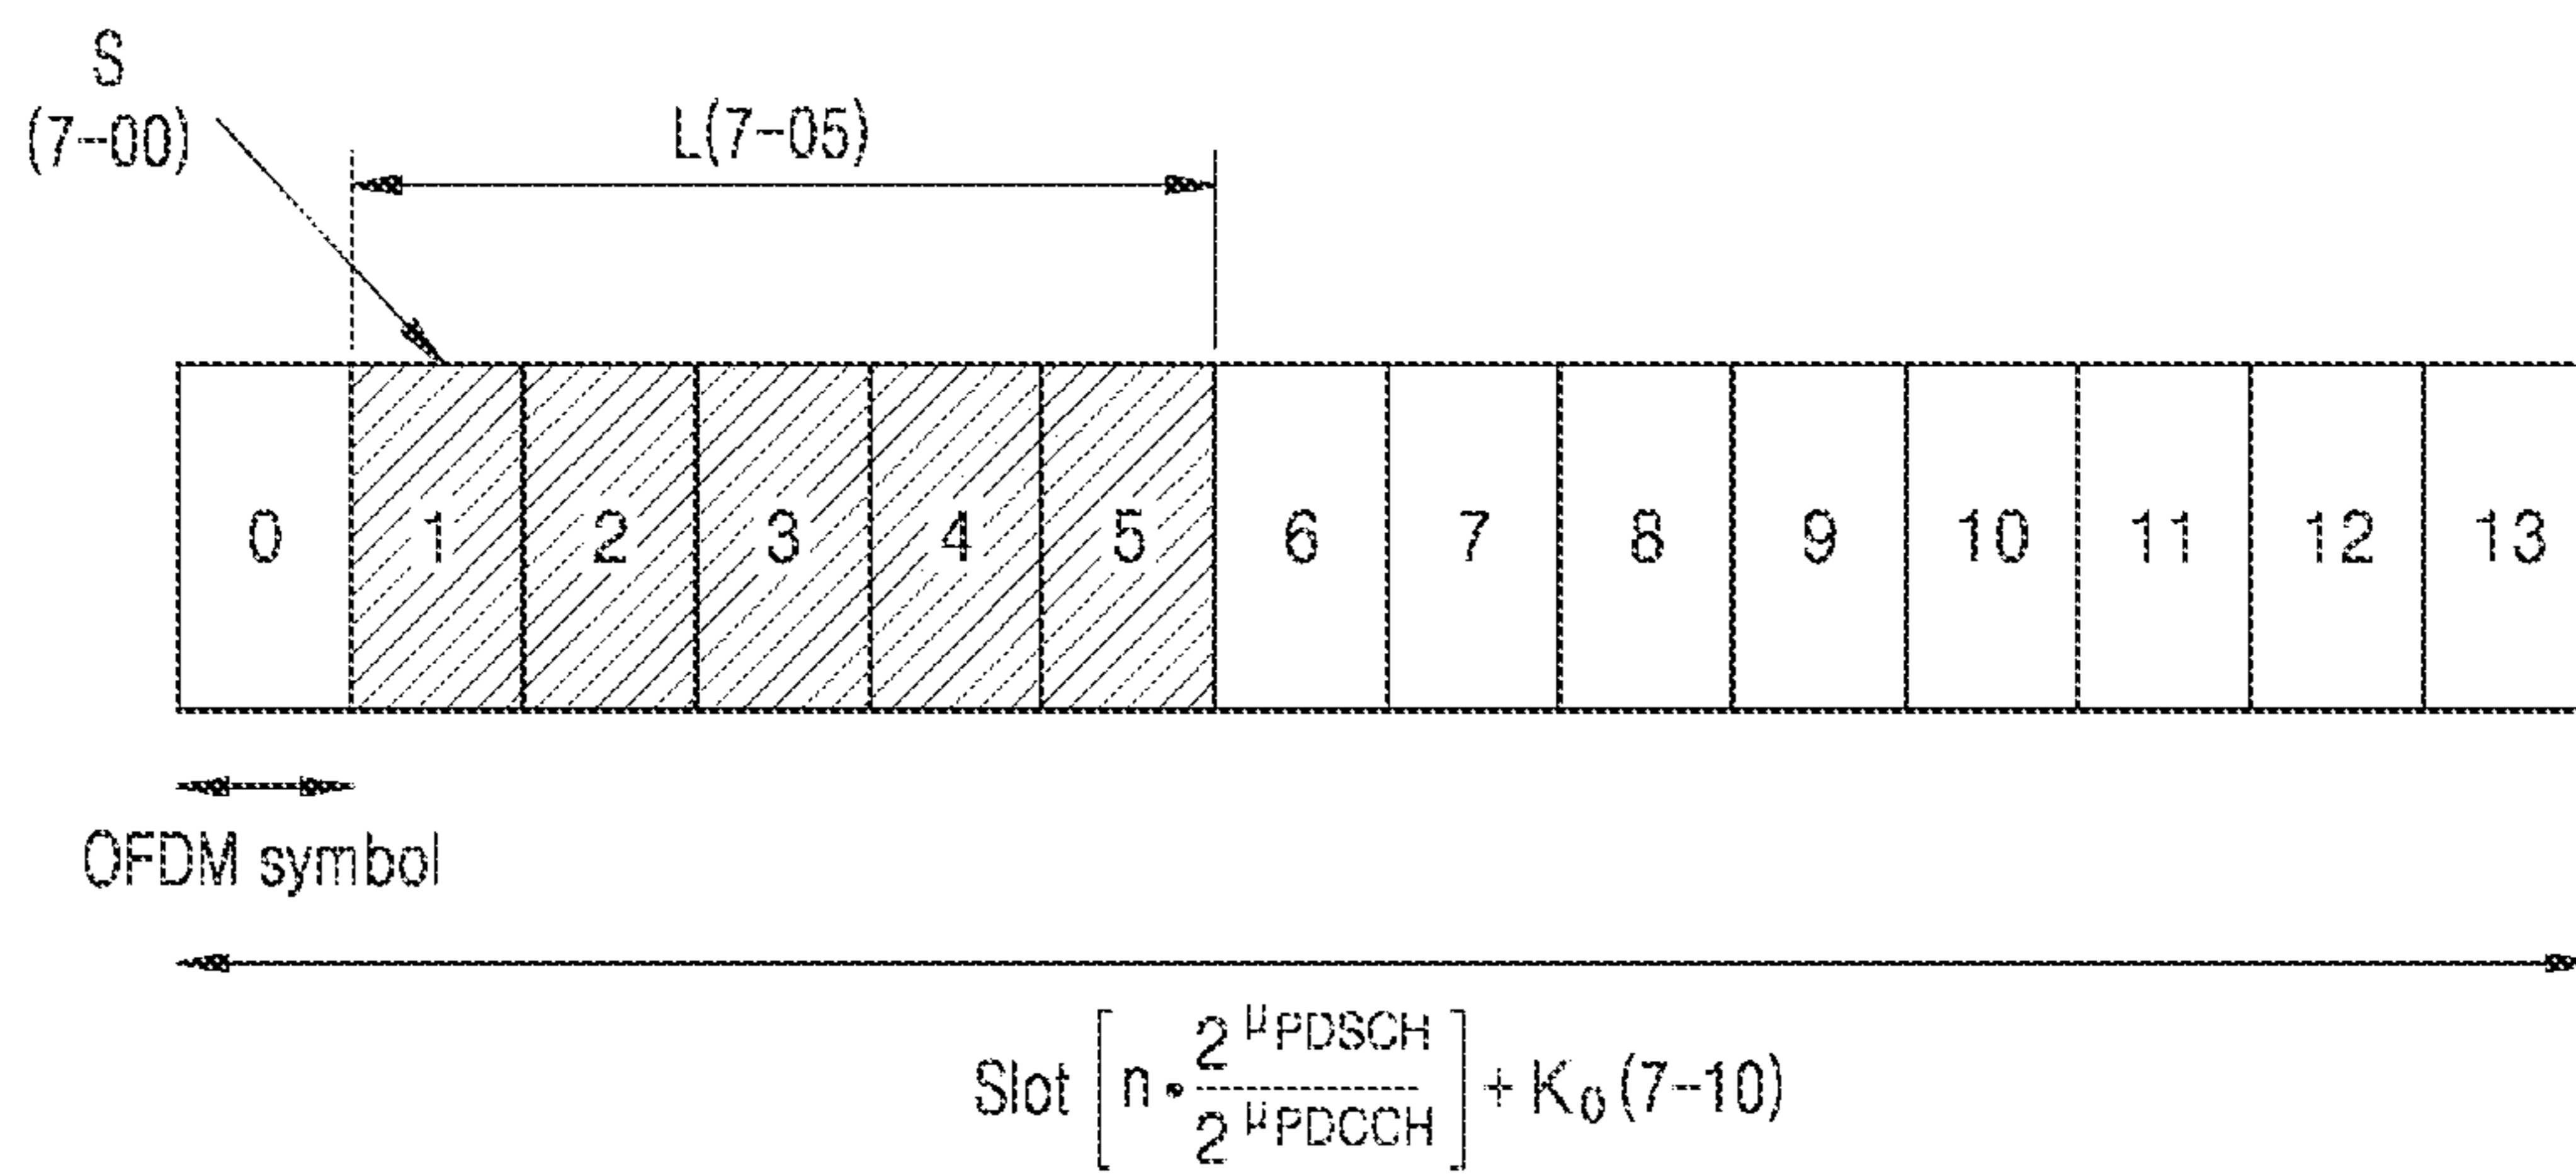 S
(7-00)
L(7-05)
0 1 2 3 4 5 6 7 8 9 10 11 12 13
OFDM symbol
Slot [ n • 2^μPDSCH / 2^μPDCCH ] + K₀ (7-10)